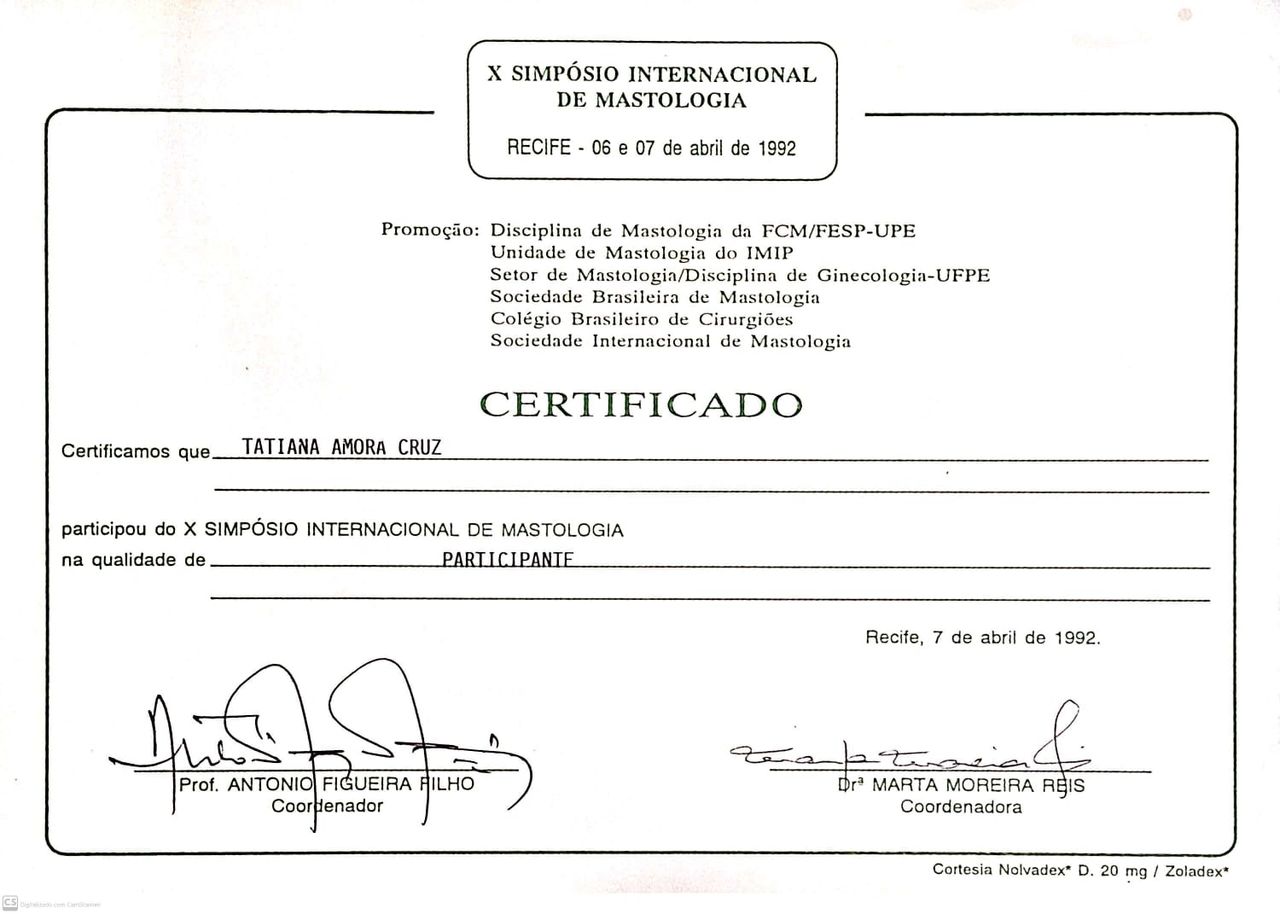 X SIMPÓSIO INTERNACIONAL
DE MASTOLOGIA
RECIFE - 06 e 07 de abril de 1992
Promoção: Disciplina de Mastologia da FCM/FESP-UPE
Unidade de Mastologia do IMIP
Setor de Mastologia/Disciplina de Ginecologia-UFPE
Sociedade Brasileira de Mastologia
Colégio Brasileiro de Cirurgiões
Sociedade Internacional de Mastologia
CERTIFICADO
Certificamos que TATIANA AMORA CRUZ
participou do X SIMPÓSIO INTERNACIONAL DE MASTOLOGIA
na qualidade de PARTICIPANTE
Recife, 7 de abril de 1992.
Prof. ANTONIO FIGUEIRA FILHO
Coordenador
Drª MARTA MOREIRA REIS
Coordenadora
Cortesia Nolvadex* D. 20 mg / Zoladex*
CS Digitalizado com CamScanner